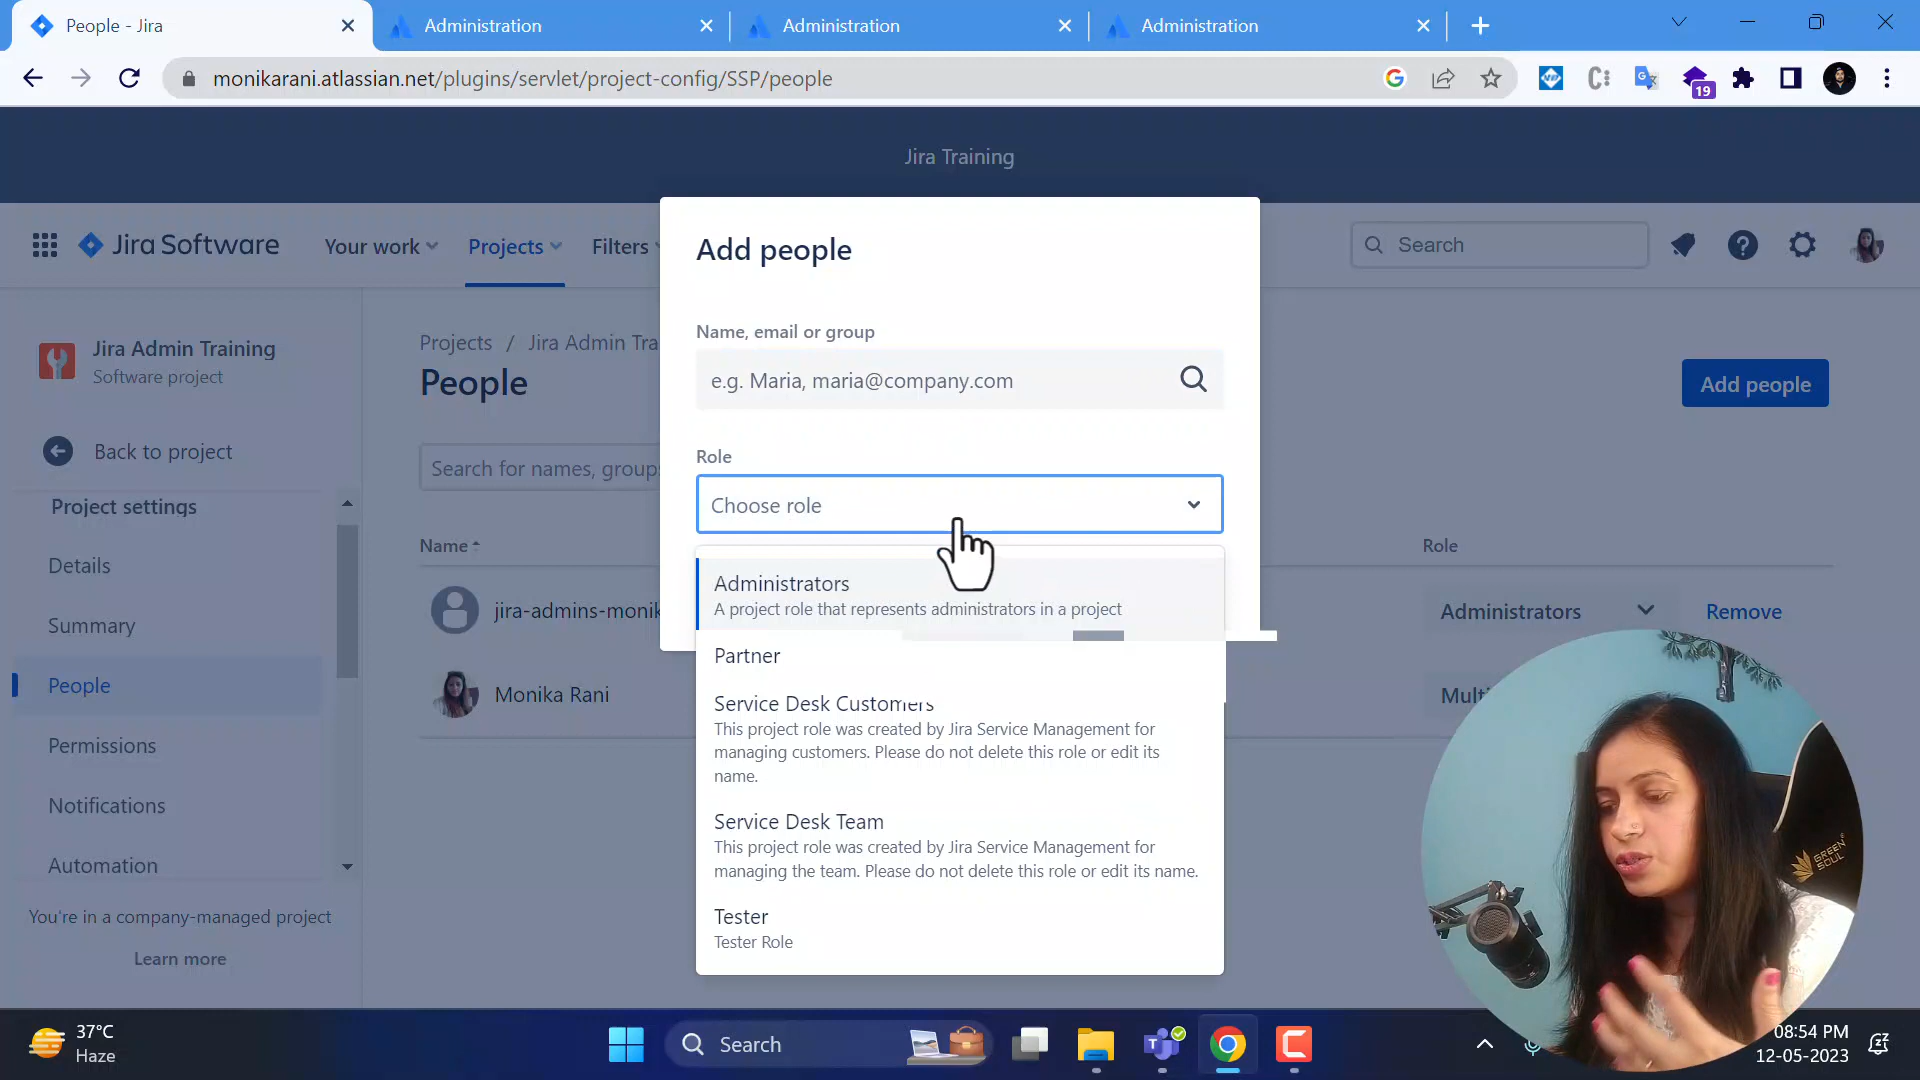 People - Jira
Administration
Administration
Administration
monikarani.atlassian.net/plugins/servlet/project-config/SSP/people
19
Jira Training
Jira Software
Your work
Projects
Filters
Search
Jira Admin Training
Software project
Back to project
Project settings
Details
Summary
People
Permissions
Notifications
Automation
You're in a company-managed project
Learn more
Projects / Jira Admin Tra
People
Add people
Search for names, groups
Name
Role
jira-admins-monik
Administrators
Remove
Monika Rani
Multi
Add people
Name, email or group
e.g. Maria, maria@company.com
Role
Choose role
Administrators
A project role that represents administrators in a project
Partner
Service Desk Customers
This project role was created by Jira Service Management for
managing customers. Please do not delete this role or edit its
name.
Service Desk Team
This project role was created by Jira Service Management for
managing the team. Please do not delete this role or edit its name.
Tester
Tester Role
GREEN
SOUL
37°C
Haze
Search
08:54 PM
12-05-2023